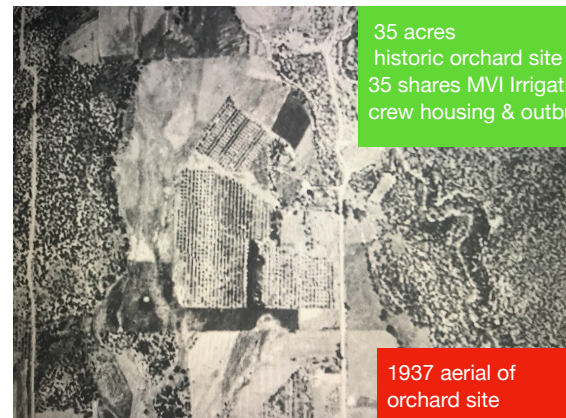 35 acres
historic orchard site
35 shares MVI
crew housing &
1937 aerial of
orchard site